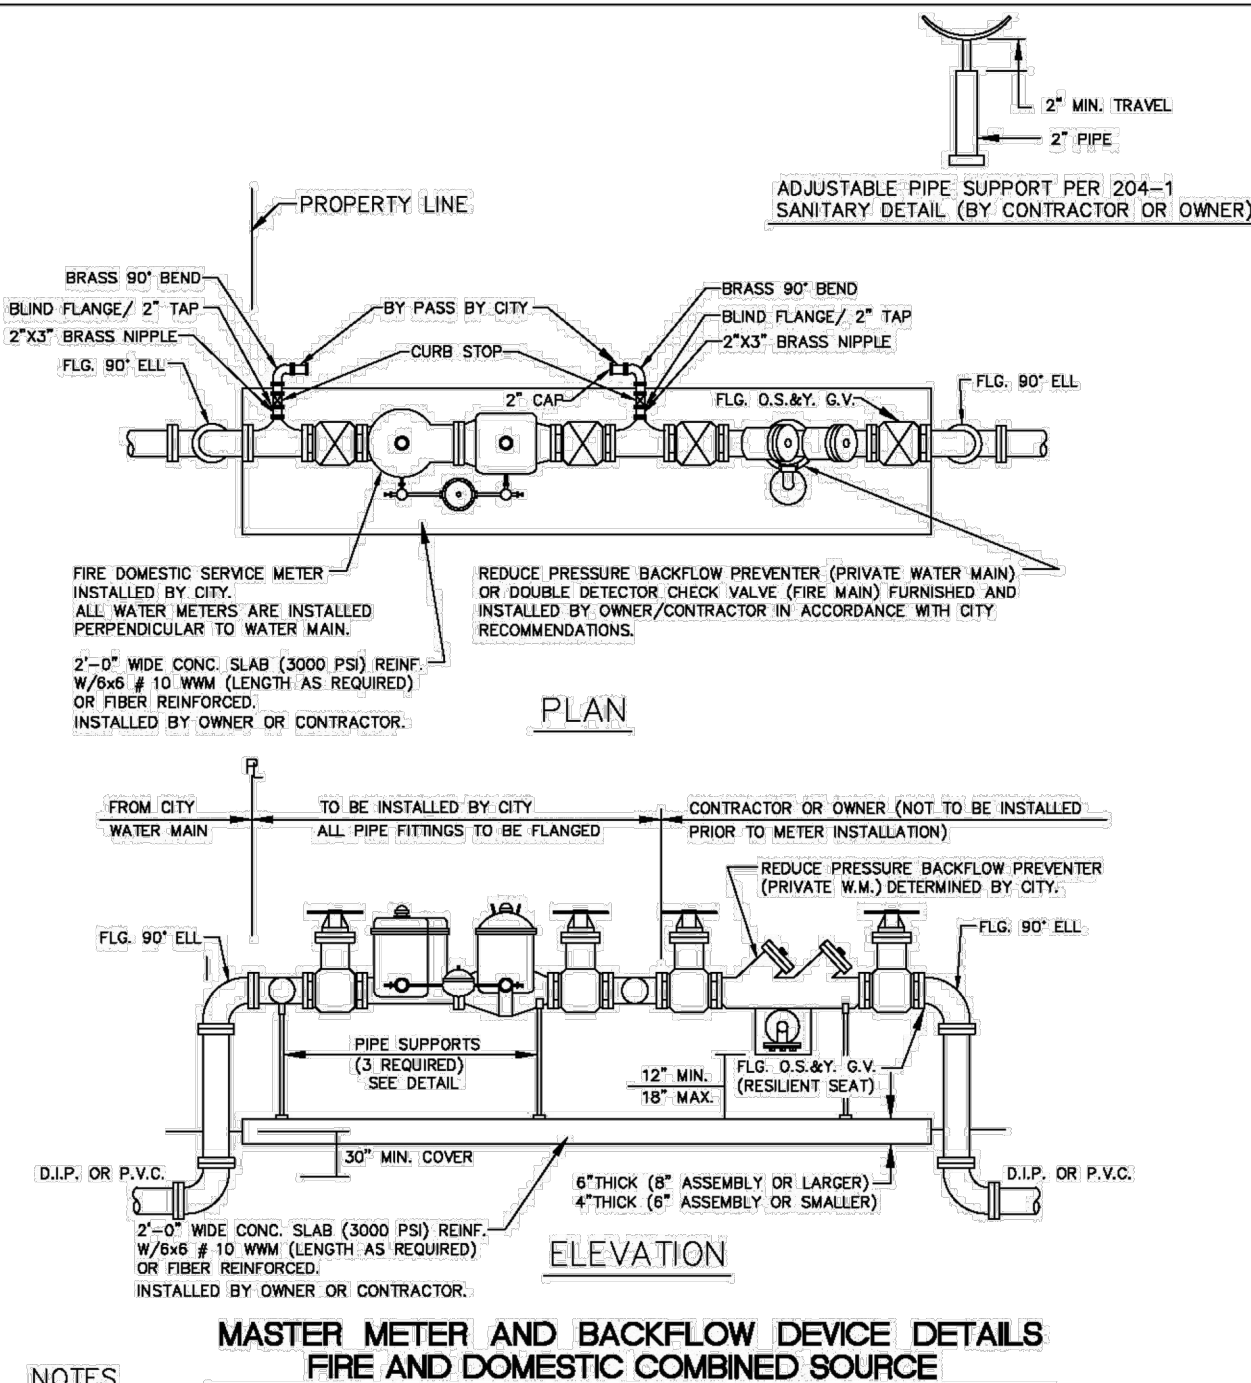 2" MIN. TRAVEL
2" PIPE
ADJUSTABLE PIPE SUPPORT PER 204-1
SANITARY DETAIL (BY CONTRACTOR OR OWNER)
PROPERTY LINE
BRASS 90° BEND
BLIND FLANGE/ 2" TAP
2"X3" BRASS NIPPLE
FLG. 90° ELL
BY PASS BY CITY
CURB STOP
2" CAP
BRASS 90° BEND
BLIND FLANGE/ 2" TAP
2"X3" BRASS NIPPLE
FLG. O.S.&Y. G.V.
FLG. 90° ELL
FIRE DOMESTIC SERVICE METER
INSTALLED BY CITY.
ALL WATER METERS ARE INSTALLED
PERPENDICULAR TO WATER MAIN.
REDUCE PRESSURE BACKFLOW PREVENTER (PRIVATE WATER MAIN)
OR DOUBLE DETECTOR CHECK VALVE (FIRE MAIN) FURNISHED AND
INSTALLED BY OWNER/CONTRACTOR IN ACCORDANCE WITH CITY
RECOMMENDATIONS.
2'-0" WIDE CONC. SLAB (3000 PSI) REINF.
W/6x6 # 10 WWM (LENGTH AS REQUIRED)
OR FIBER REINFORCED.
INSTALLED BY OWNER OR CONTRACTOR.
PLAN
PL
FROM CITY
WATER MAIN
TO BE INSTALLED BY CITY
ALL PIPE FITTINGS TO BE FLANGED
CONTRACTOR OR OWNER (NOT TO BE INSTALLED
PRIOR TO METER INSTALLATION)
REDUCE PRESSURE BACKFLOW PREVENTER
(PRIVATE W.M.) DETERMINED BY CITY.
FLG. 90° ELL
FLG. 90° ELL
PIPE SUPPORTS
(3 REQUIRED)
SEE DETAIL
12" MIN.
18" MAX.
FLG. O.S.&Y. G.V.
(RESILIENT SEAT)
30" MIN. COVER
D.I.P. OR P.V.C.
D.I.P. OR P.V.C.
6"THICK (8" ASSEMBLY OR LARGER)
4"THICK (6" ASSEMBLY OR SMALLER)
2'-0" WIDE CONC. SLAB (3000 PSI) REINF.
W/6x6 # 10 WWM (LENGTH AS REQUIRED)
OR FIBER REINFORCED.
INSTALLED BY OWNER OR CONTRACTOR.
ELEVATION
MASTER METER AND BACKFLOW DEVICE DETAILS
FIRE AND DOMESTIC COMBINED SOURCE
NOTES